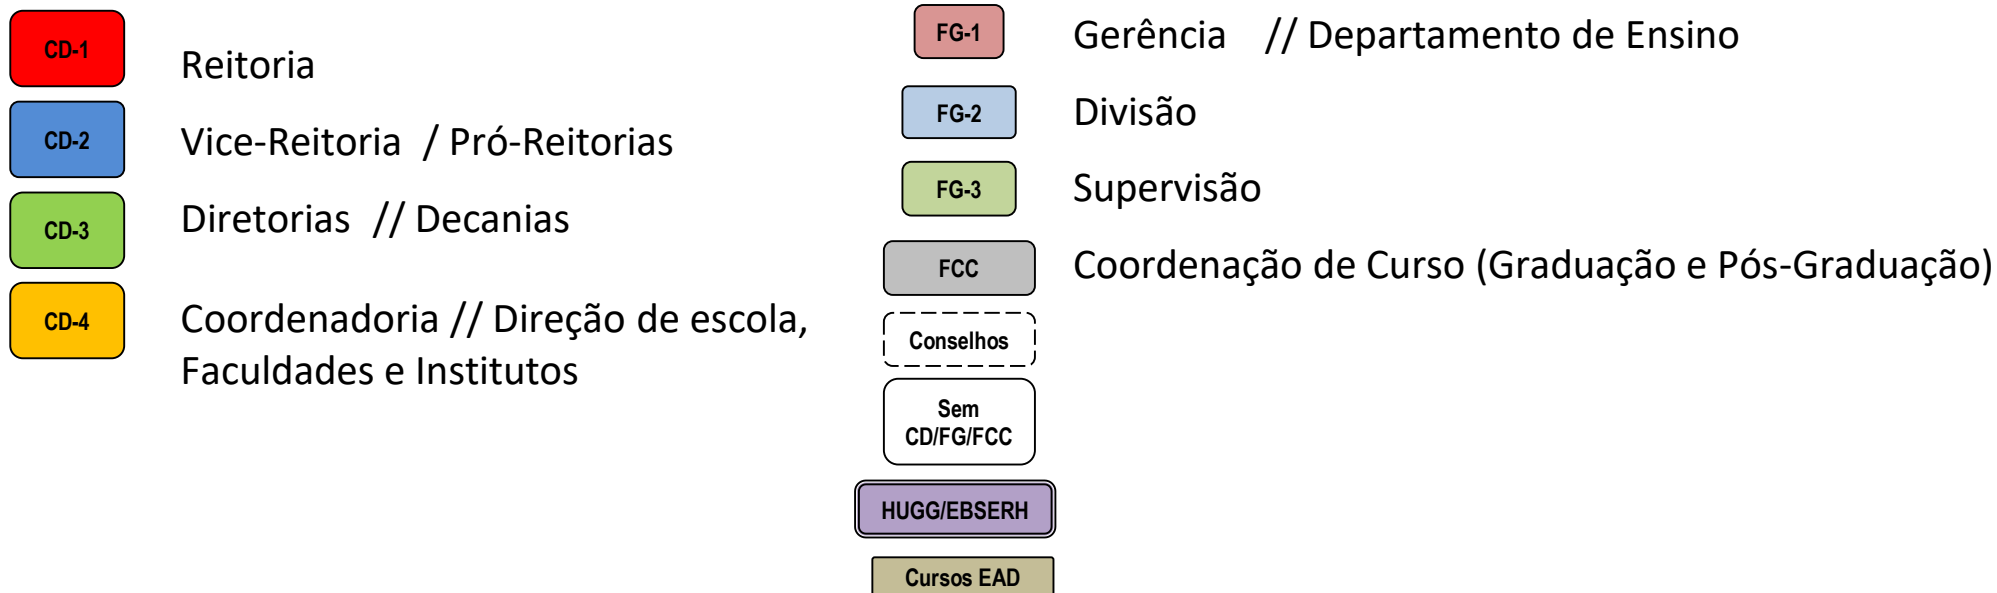 CD-1
Reitoria
CD-2
Vice-Reitoria / Pró-Reitorias
CD-3
Diretorias // Decanias
CD-4
Coordenadoria // Direção de escola,
Faculdades e Institutos
FG-1
Gerência // Departamento de Ensino
FG-2
Divisão
FG-3
Supervisão
FCC
Coordenação de Curso (Graduação e Pós-Graduação)
Conselhos
Sem
CD/FG/FCC
HUGG/EBSERH
Cursos EAD